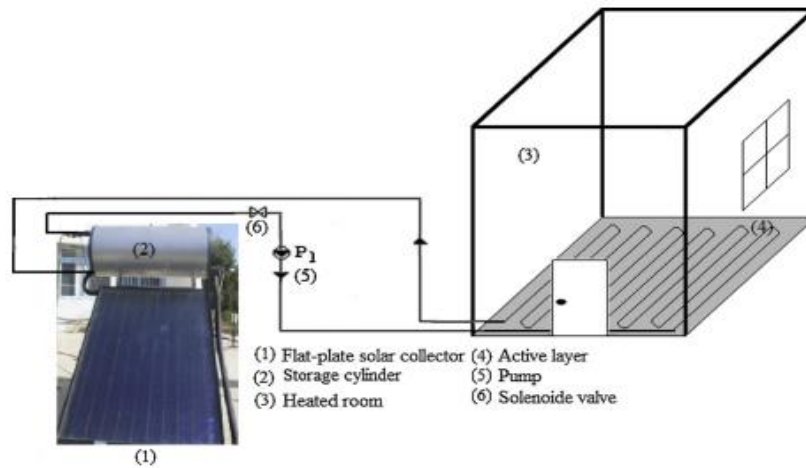 (3)
(4)
(6)
(2)
P1
(5)
(1) Flat-plate solar collector
(2) Storage cylinder
(3) Heated room
(4) Active layer
(5) Pump
(6) Solenoide valve
(1)